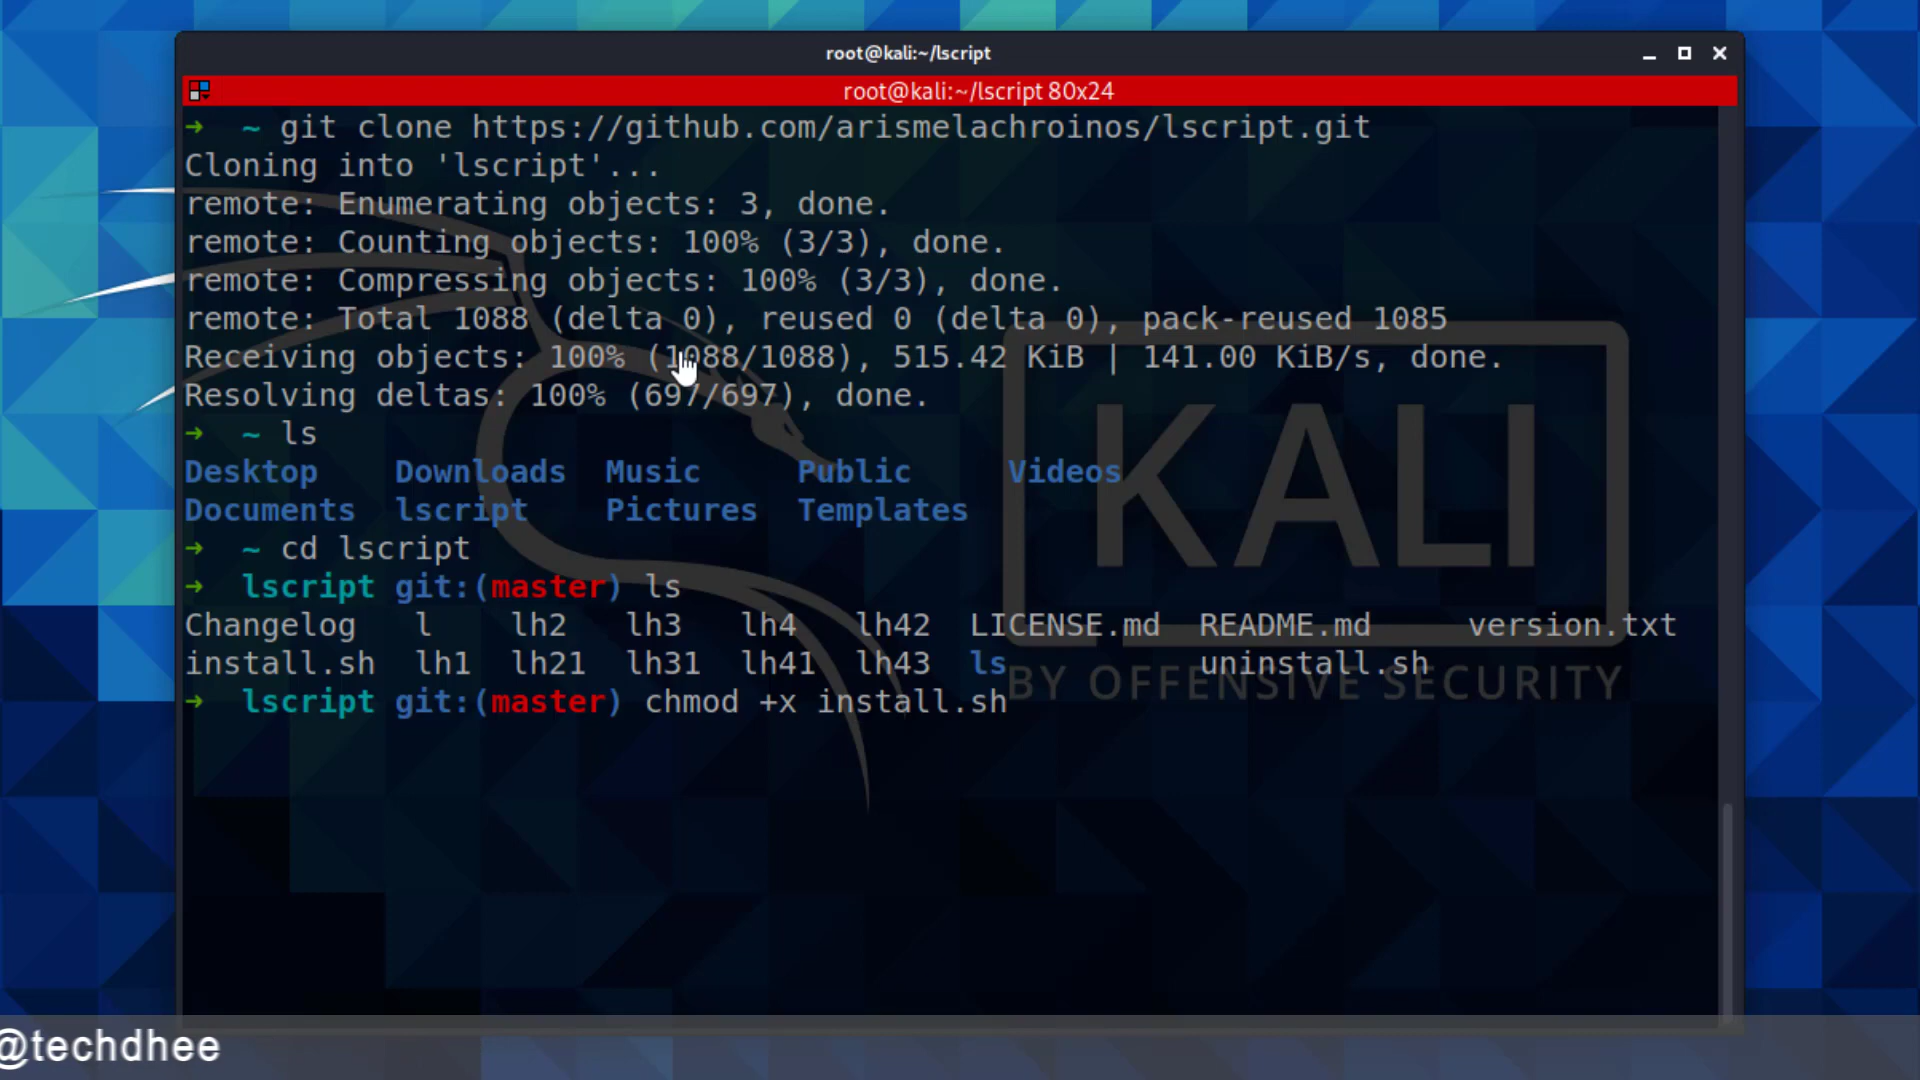 root@kali:~/lscript
root@kali:~/lscript 80x24
➜  ~ git clone https://github.com/arismelachroinos/lscript.git
Cloning into 'lscript'...
remote: Enumerating objects: 3, done.
remote: Counting objects: 100% (3/3), done.
remote: Compressing objects: 100% (3/3), done.
remote: Total 1088 (delta 0), reused 0 (delta 0), pack-reused 1085
Receiving objects: 100% (1088/1088), 515.42 KiB | 141.00 KiB/s, done.
Resolving deltas: 100% (697/697), done.
➜  ~ ls
Desktop    Downloads  Music     Public     Videos
Documents  lscript    Pictures  Templates
➜  ~ cd lscript
➜  lscript git:(master) ls
Changelog   l    lh2   lh3   lh4   lh42  LICENSE.md  README.md     version.txt
install.sh  lh1  lh21  lh31  lh41  lh43  ls          uninstall.sh
➜  lscript git:(master) chmod +x install.sh
KALI
BY OFFENSIVE SECURITY
@techdhee